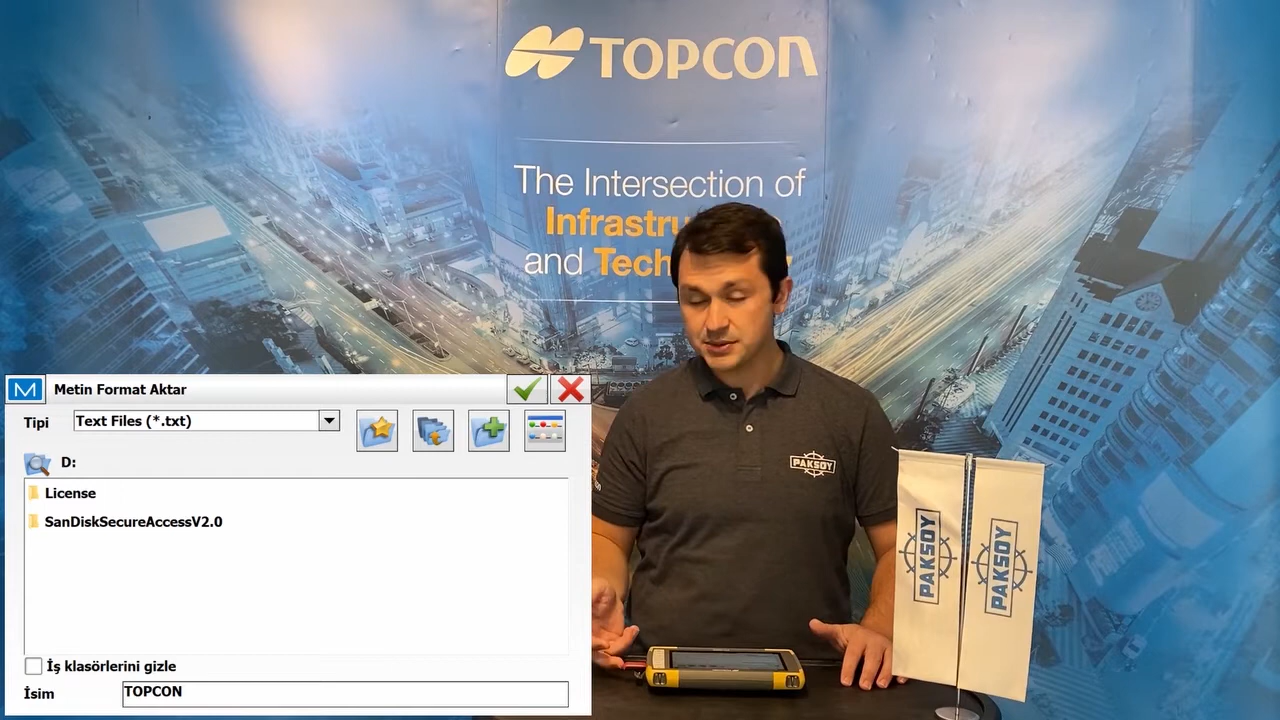 TOPCON
The Intersection of
Infrastru
and Tech y
Metin Format Aktar
Tipi
Text Files (*.txt)
D:
License
SanDiskSecureAccessV2.0
İş klasörlerini gizle
İsim
TOPCON
PAKSOY
PAKSOY
PAKSOY